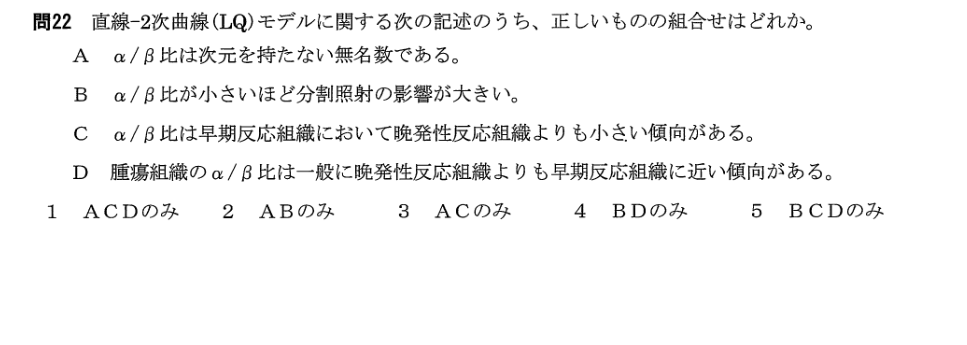 問22 直線-2次曲線(LQ)モデルに関する次の記述のうち、正しいものの組合せはどれか。
A α/β比は次元を持たない無名数である。
B α/β比が小さいほど分割照射の影響が大きい。
C α/β比は早期反応組織において晩発性反応組織よりも小さい傾向がある。
D 腫瘍組織のα/β比は一般に晩発性反応組織よりも早期反応組織に近い傾向がある。
1 ACDのみ 2 ABのみ 3 ACのみ 4 BDのみ 5 BCDのみ